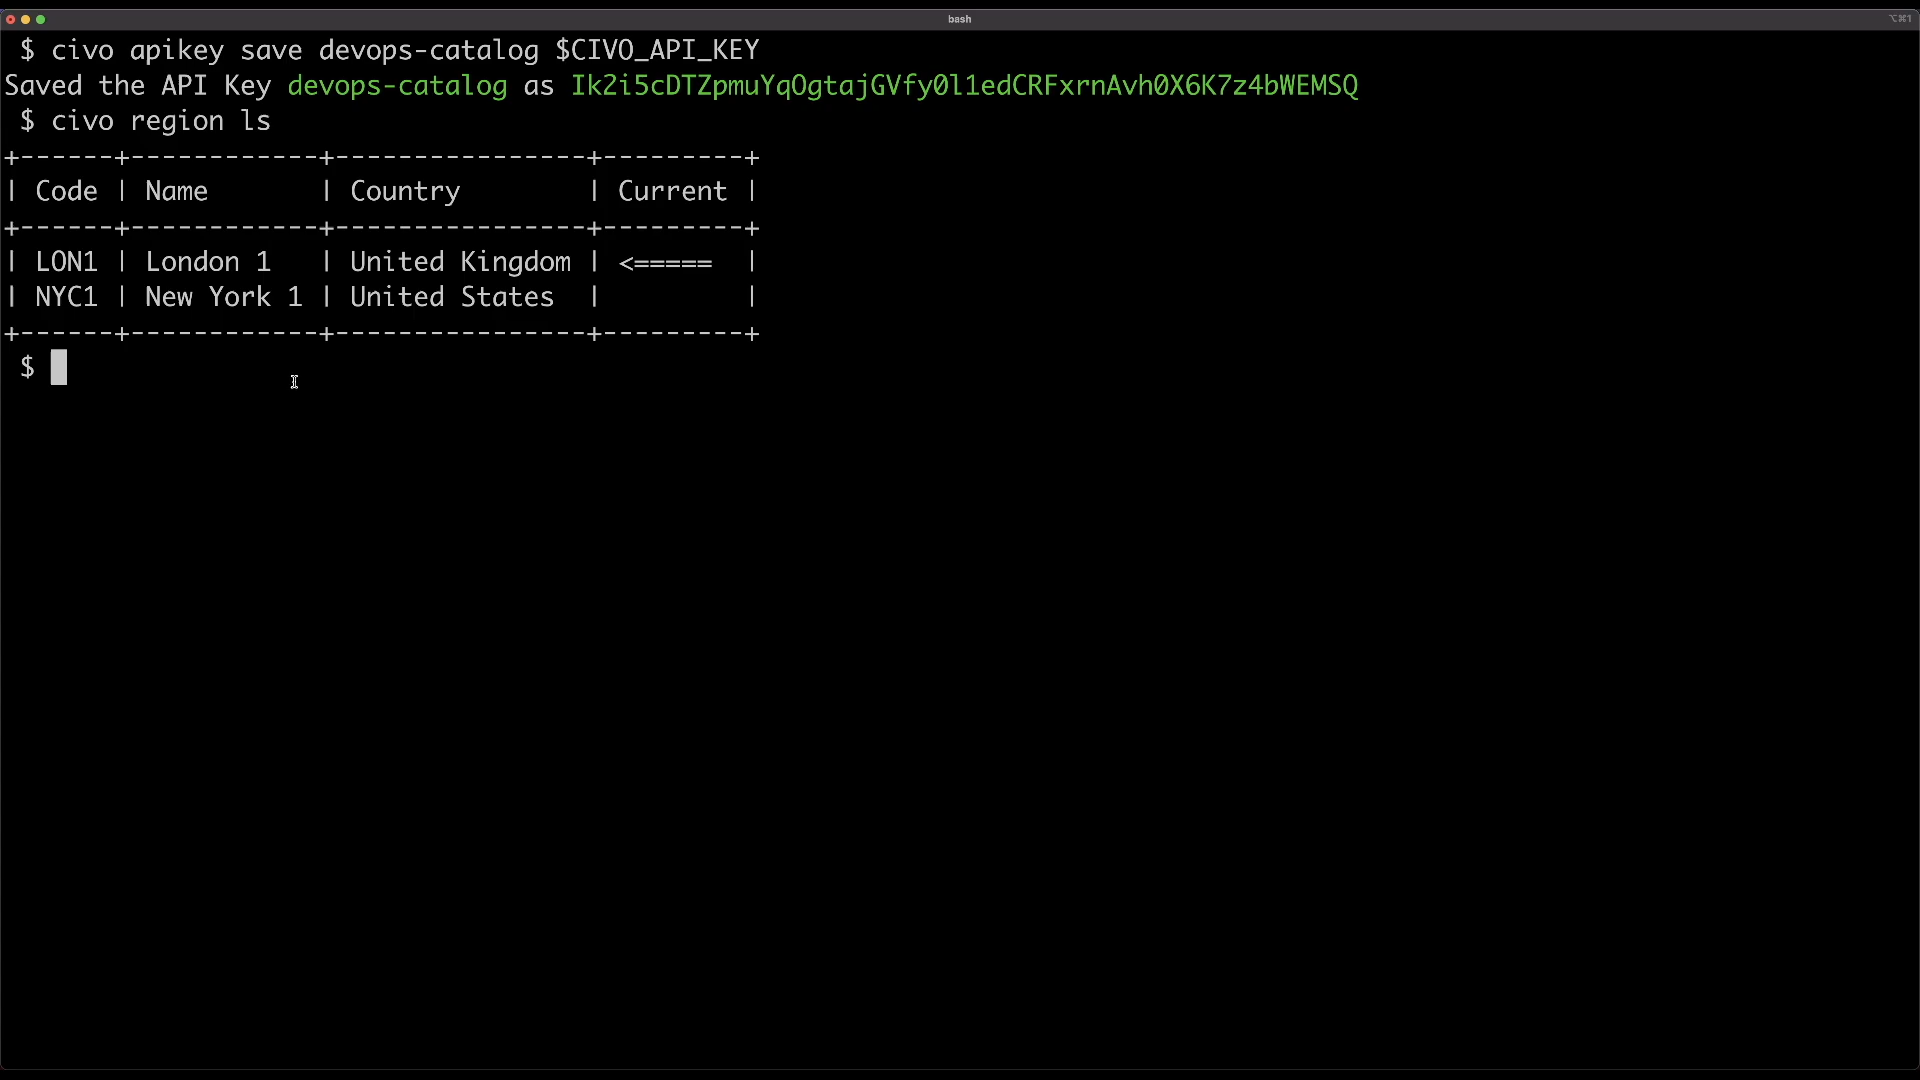 bash
⌥⌘1
$ civo apikey save devops-catalog $CIVO_API_KEY
Saved the API Key devops-catalog as Ik2i5cDTZpmuYqOgtajGVfy0l1edCRFxrnAvh0X6K7z4bWEMSQ
$ civo region ls
+------+------------+----------------+---------+
| Code | Name       | Country        | Current |
+------+------------+----------------+---------+
| LON1 | London 1   | United Kingdom | <=====  |
| NYC1 | New York 1 | United States  |         |
+------+------------+----------------+---------+
$